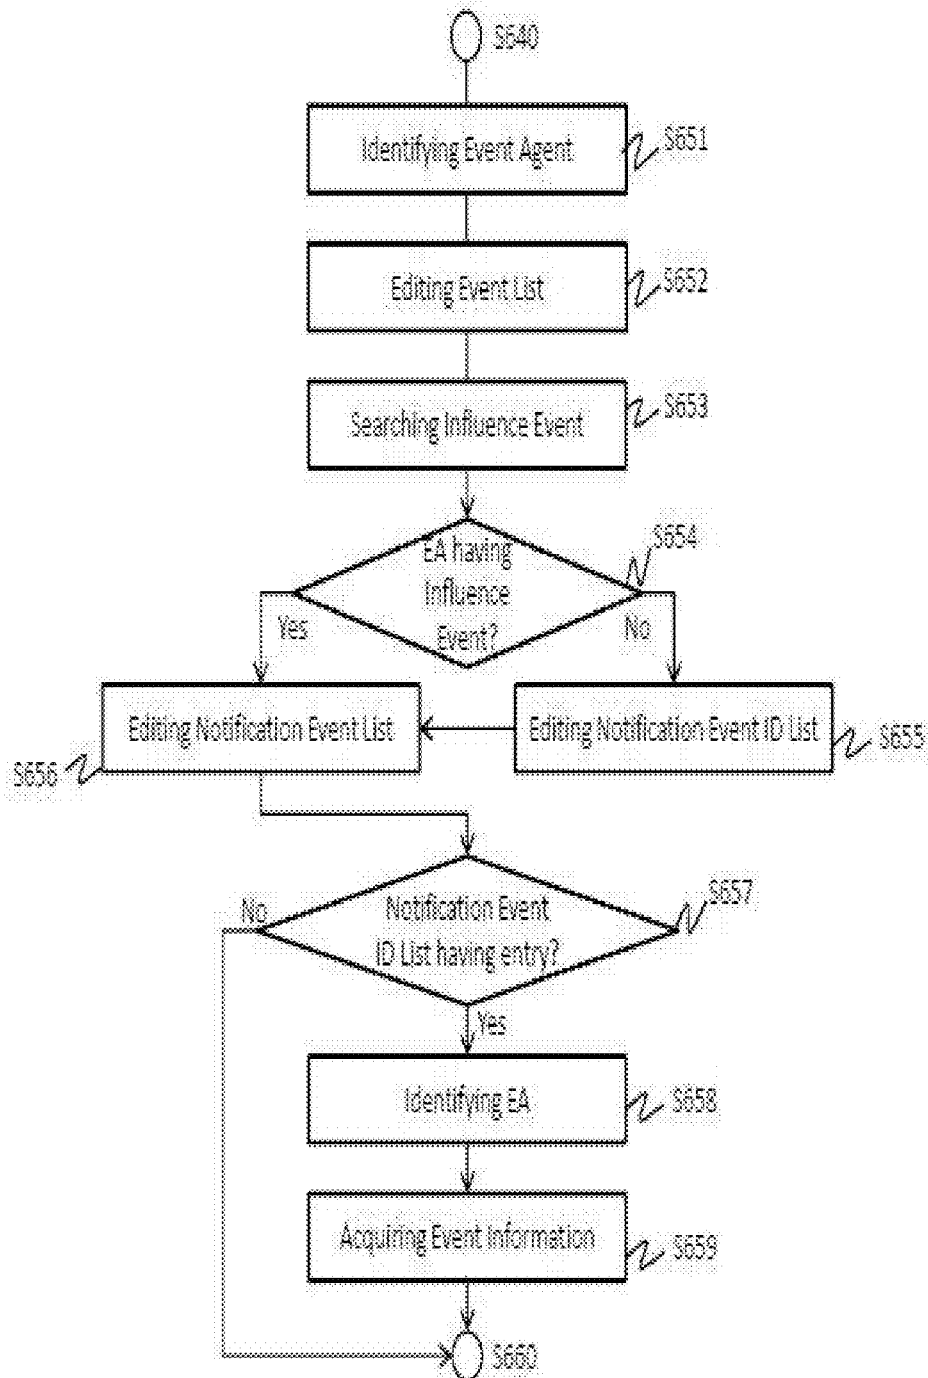 S640
Identifying Event Agent
S651
Editing Event List
S652
Searching Influence Event
S653
EA having
Influence
Event?
S654
Yes
No
Editing Notification Event List
Editing Notification Event ID List
S655
S656
Notification Event
ID List having entry?
S657
No
Yes
Identifying EA
S658
Acquiring Event Information
S659
S660